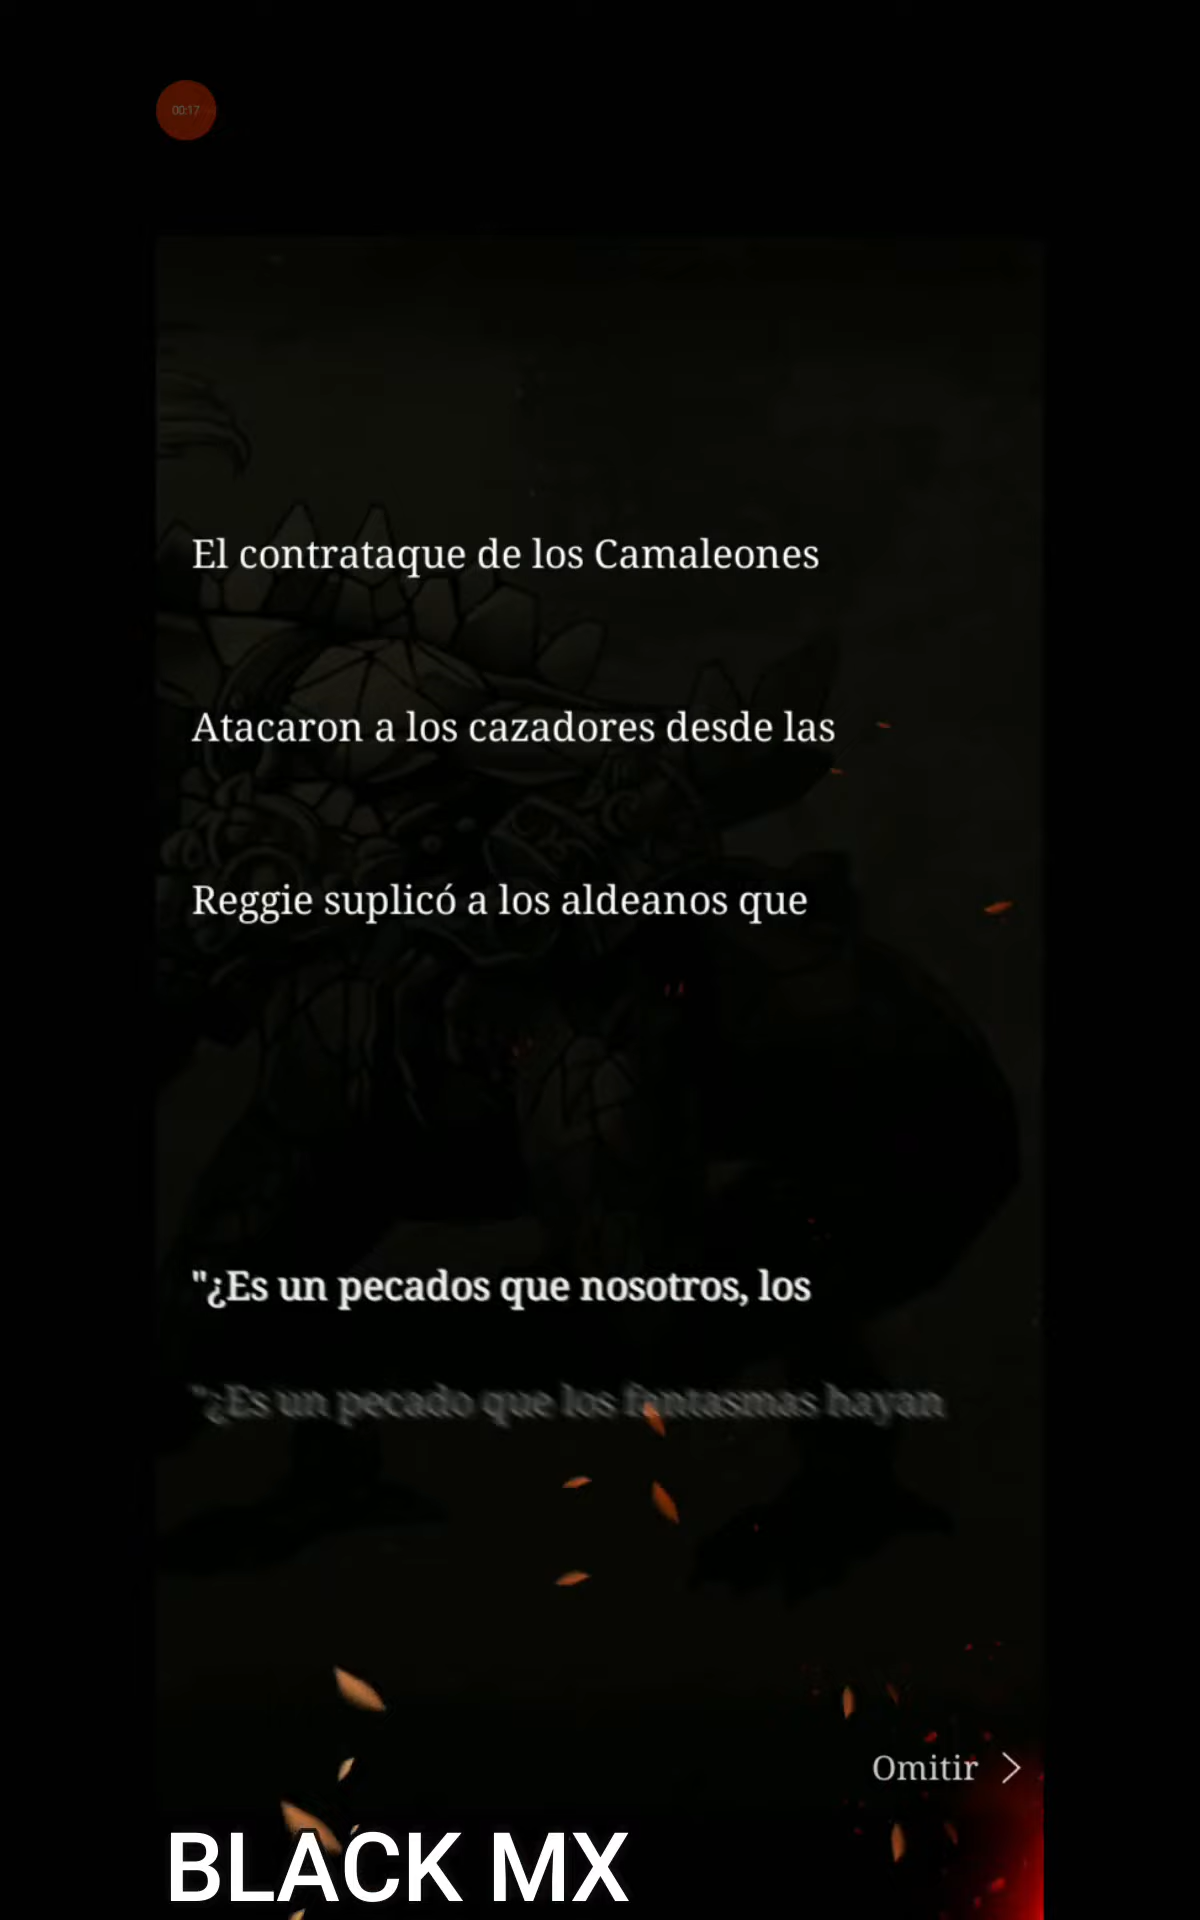 00:17
El contrataque de los Camaleones
Atacaron a los cazadores desde las
Reggie suplicó a los aldeanos que
"¿Es un pecados que nosotros, los
"¿Es un pecado que los fantasmas hayan
Omitir
BLACK MX